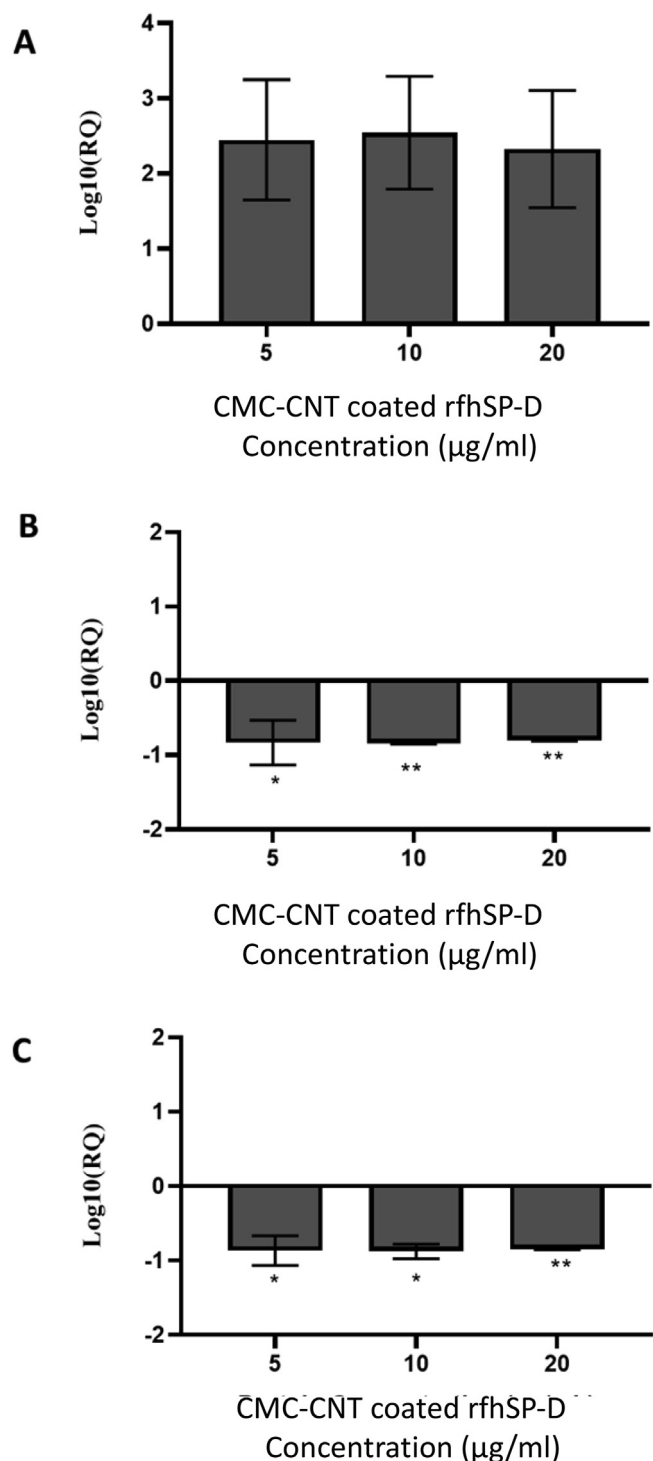 A
4
3
2
1
0
Log10(RQ)
5 10 20
CMC-CNT coated rfhSP-D
Concentration (µg/ml)
B
2
1
0
-1
-2
Log10(RQ)
* ** **
5 10 20
CMC-CNT coated rfhSP-D
Concentration (µg/ml)
C
2
1
0
-1
-2
Log10(RQ)
* * **
5 10 20
CMC-CNT coated rfhSP-D
Concentration (µg/ml)